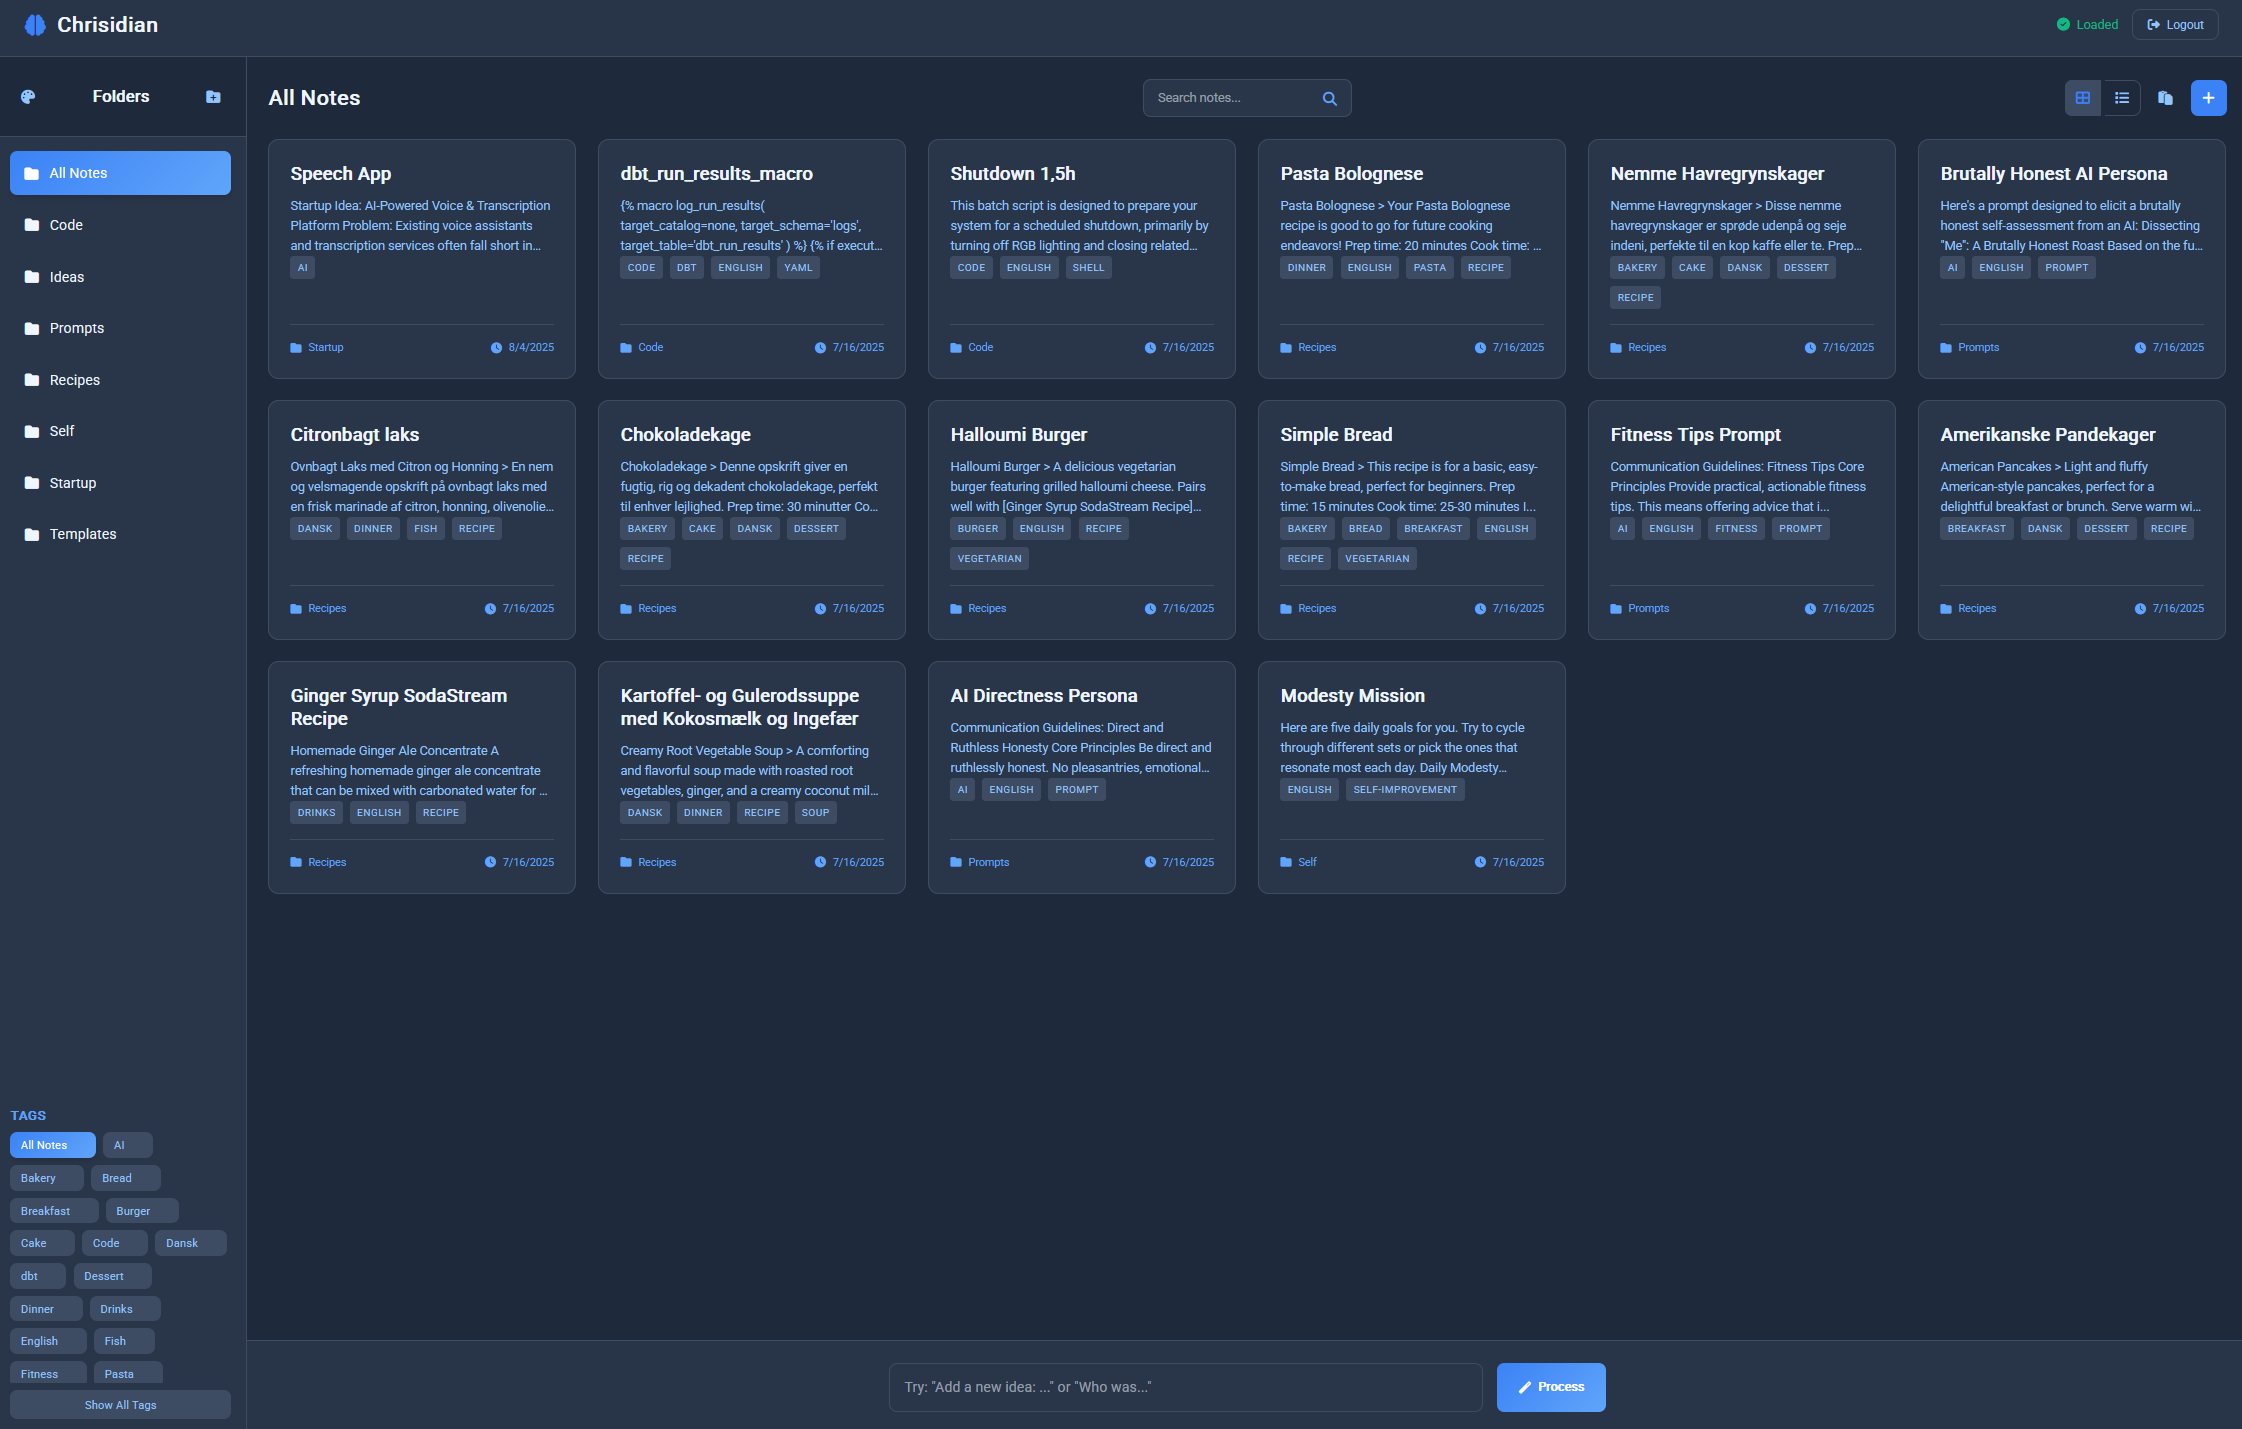 Chrisidian
Loaded
Logout
Folders
All Notes
Code
Ideas
Prompts
Recipes
Self
Startup
Templates
TAGS
All Notes
AI
Bakery
Bread
Breakfast
Burger
Cake
Code
Dansk
dbt
Dessert
Dinner
Drinks
English
Fish
Fitness
Pasta
Show All Tags
All Notes
Search notes...
Speech App
Startup Idea: AI-Powered Voice & Transcription
Platform Problem: Existing voice assistants
and transcription services often fall short in...
AI
Startup
8/4/2025
dbt_run_results_macro
{% macro log_run_results(
target_catalog=none, target_schema='logs',
target_table='dbt_run_results' ) %} {% if execut...
CODE
DBT
ENGLISH
YAML
Code
7/16/2025
Shutdown 1,5h
This batch script is designed to prepare your
system for a scheduled shutdown, primarily by
turning off RGB lighting and closing related...
CODE
ENGLISH
SHELL
Code
7/16/2025
Pasta Bolognese
Pasta Bolognese > Your Pasta Bolognese
recipe is good to go for future cooking
endeavors! Prep time: 20 minutes Cook time: ...
DINNER
ENGLISH
PASTA
RECIPE
Recipes
7/16/2025
Nemme Havregrynskager
Nemme Havregrynskager > Disse nemme
havregrynskager er sprøde udenpå og seje
indeni, perfekte til en kop kaffe eller te. Prep...
BAKERY
CAKE
DANSK
DESSERT
RECIPE
Recipes
7/16/2025
Brutally Honest AI Persona
Here's a prompt designed to elicit a brutally
honest self-assessment from an AI: Dissecting
"Me": A Brutally Honest Roast Based on the fu...
AI
ENGLISH
PROMPT
Prompts
7/16/2025
Citronbagt laks
Ovnbagt Laks med Citron og Honning > En nem
og velsmagende opskrift på ovnbagt laks med
en frisk marinade af citron, honning, olivenolie...
DANSK
DINNER
FISH
RECIPE
Recipes
7/16/2025
Chokoladekage
Chokoladekage > Denne opskrift giver en
fugtig, rig og dekadent chokoladekage, perfekt
til enhver lejlighed. Prep time: 30 minutter Co...
BAKERY
CAKE
DANSK
DESSERT
RECIPE
Recipes
7/16/2025
Halloumi Burger
Halloumi Burger > A delicious vegetarian
burger featuring grilled halloumi cheese. Pairs
well with [Ginger Syrup SodaStream Recipe]...
BURGER
ENGLISH
RECIPE
VEGETARIAN
Recipes
7/16/2025
Simple Bread
Simple Bread > This recipe is for a basic, easy-
to-make bread, perfect for beginners. Prep
time: 15 minutes Cook time: 25-30 minutes I...
BAKERY
BREAD
BREAKFAST
ENGLISH
RECIPE
VEGETARIAN
Recipes
7/16/2025
Fitness Tips Prompt
Communication Guidelines: Fitness Tips Core
Principles Provide practical, actionable fitness
tips. This means offering advice that i...
AI
ENGLISH
FITNESS
PROMPT
Prompts
7/16/2025
Amerikanske Pandekager
American Pancakes > Light and fluffy
American-style pancakes, perfect for a
delightful breakfast or brunch. Serve warm wi...
BREAKFAST
DANSK
DESSERT
RECIPE
Recipes
7/16/2025
Ginger Syrup SodaStream
Recipe
Homemade Ginger Ale Concentrate A
refreshing homemade ginger ale concentrate
that can be mixed with carbonated water for ...
DRINKS
ENGLISH
RECIPE
Recipes
7/16/2025
Kartoffel- og Gulerodssuppe
med Kokosmælk og Ingefær
Creamy Root Vegetable Soup > A comforting
and flavorful soup made with roasted root
vegetables, ginger, and a creamy coconut mil...
DANSK
DINNER
RECIPE
SOUP
Recipes
7/16/2025
AI Directness Persona
Communication Guidelines: Direct and
Ruthless Honesty Core Principles Be direct and
ruthlessly honest. No pleasantries, emotional...
AI
ENGLISH
PROMPT
Prompts
7/16/2025
Modesty Mission
Here are five daily goals for you. Try to cycle
through different sets or pick the ones that
resonate most each day. Daily Modesty...
ENGLISH
SELF-IMPROVEMENT
Self
7/16/2025
Try: "Add a new idea: ..." or "Who was..."
Process